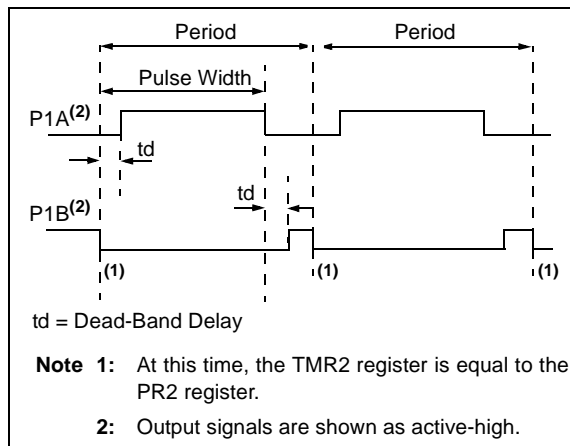 Period Period
Pulse Width
P1A(2)
td
td
P1B(2)
(1) (1) (1)
td = Dead-Band Delay
Note 1: At this time, the TMR2 register is equal to the
PR2 register.
2: Output signals are shown as active-high.